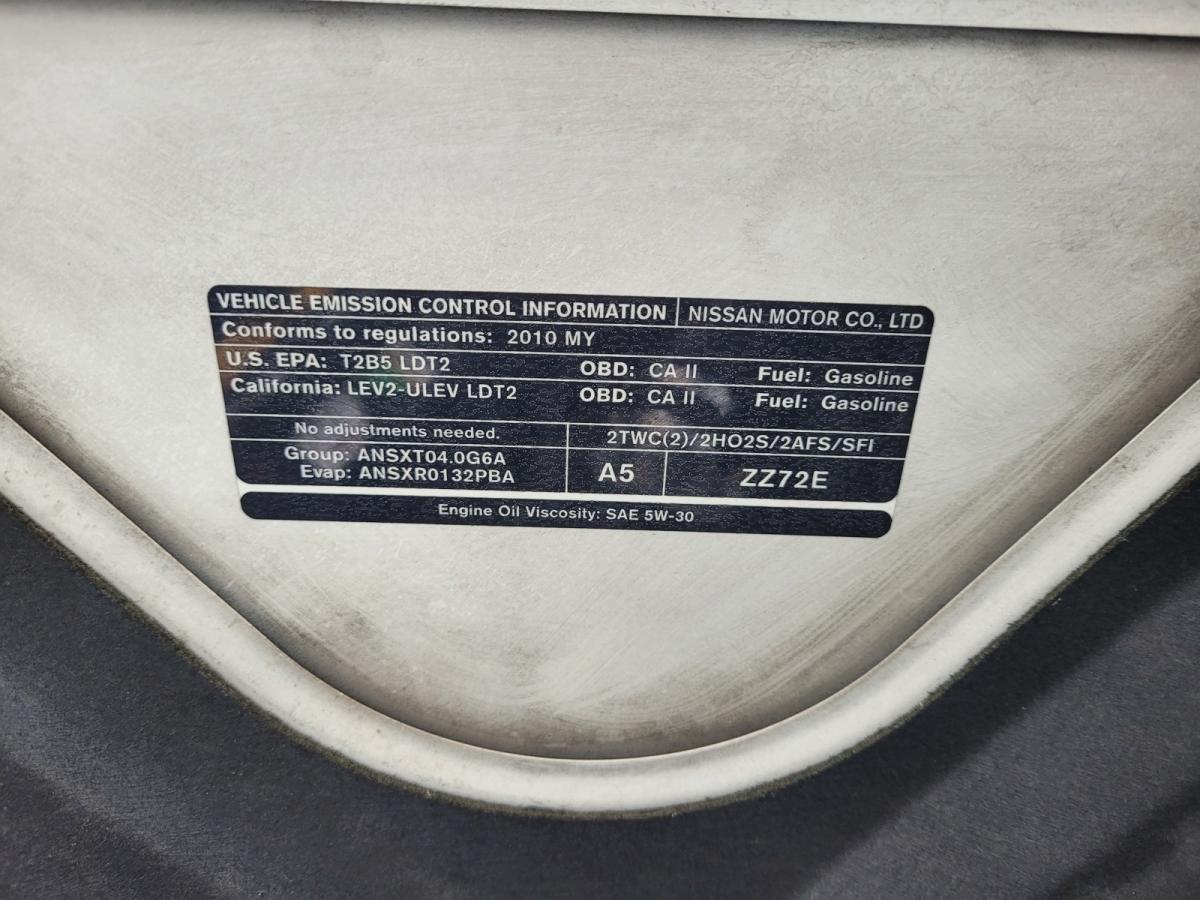 VEHICLE EMISSION CONTROL INFORMATION NISSAN MOTOR CO., LTD
Conforms to regulations: 2010 MY
U.S. EPA: T2B5 LDT2 OBD: CA II Fuel: Gasoline
California: LEV2-ULEV LDT2 OBD: CA II Fuel: Gasoline
No adjustments needed. 2TWC(2)/2HO2S/2AFS/SFI
Group: ANSXT04.0G6A
Evap: ANSXR0132PBA A5 ZZ72E
Engine Oil Viscosity: SAE 5W-30